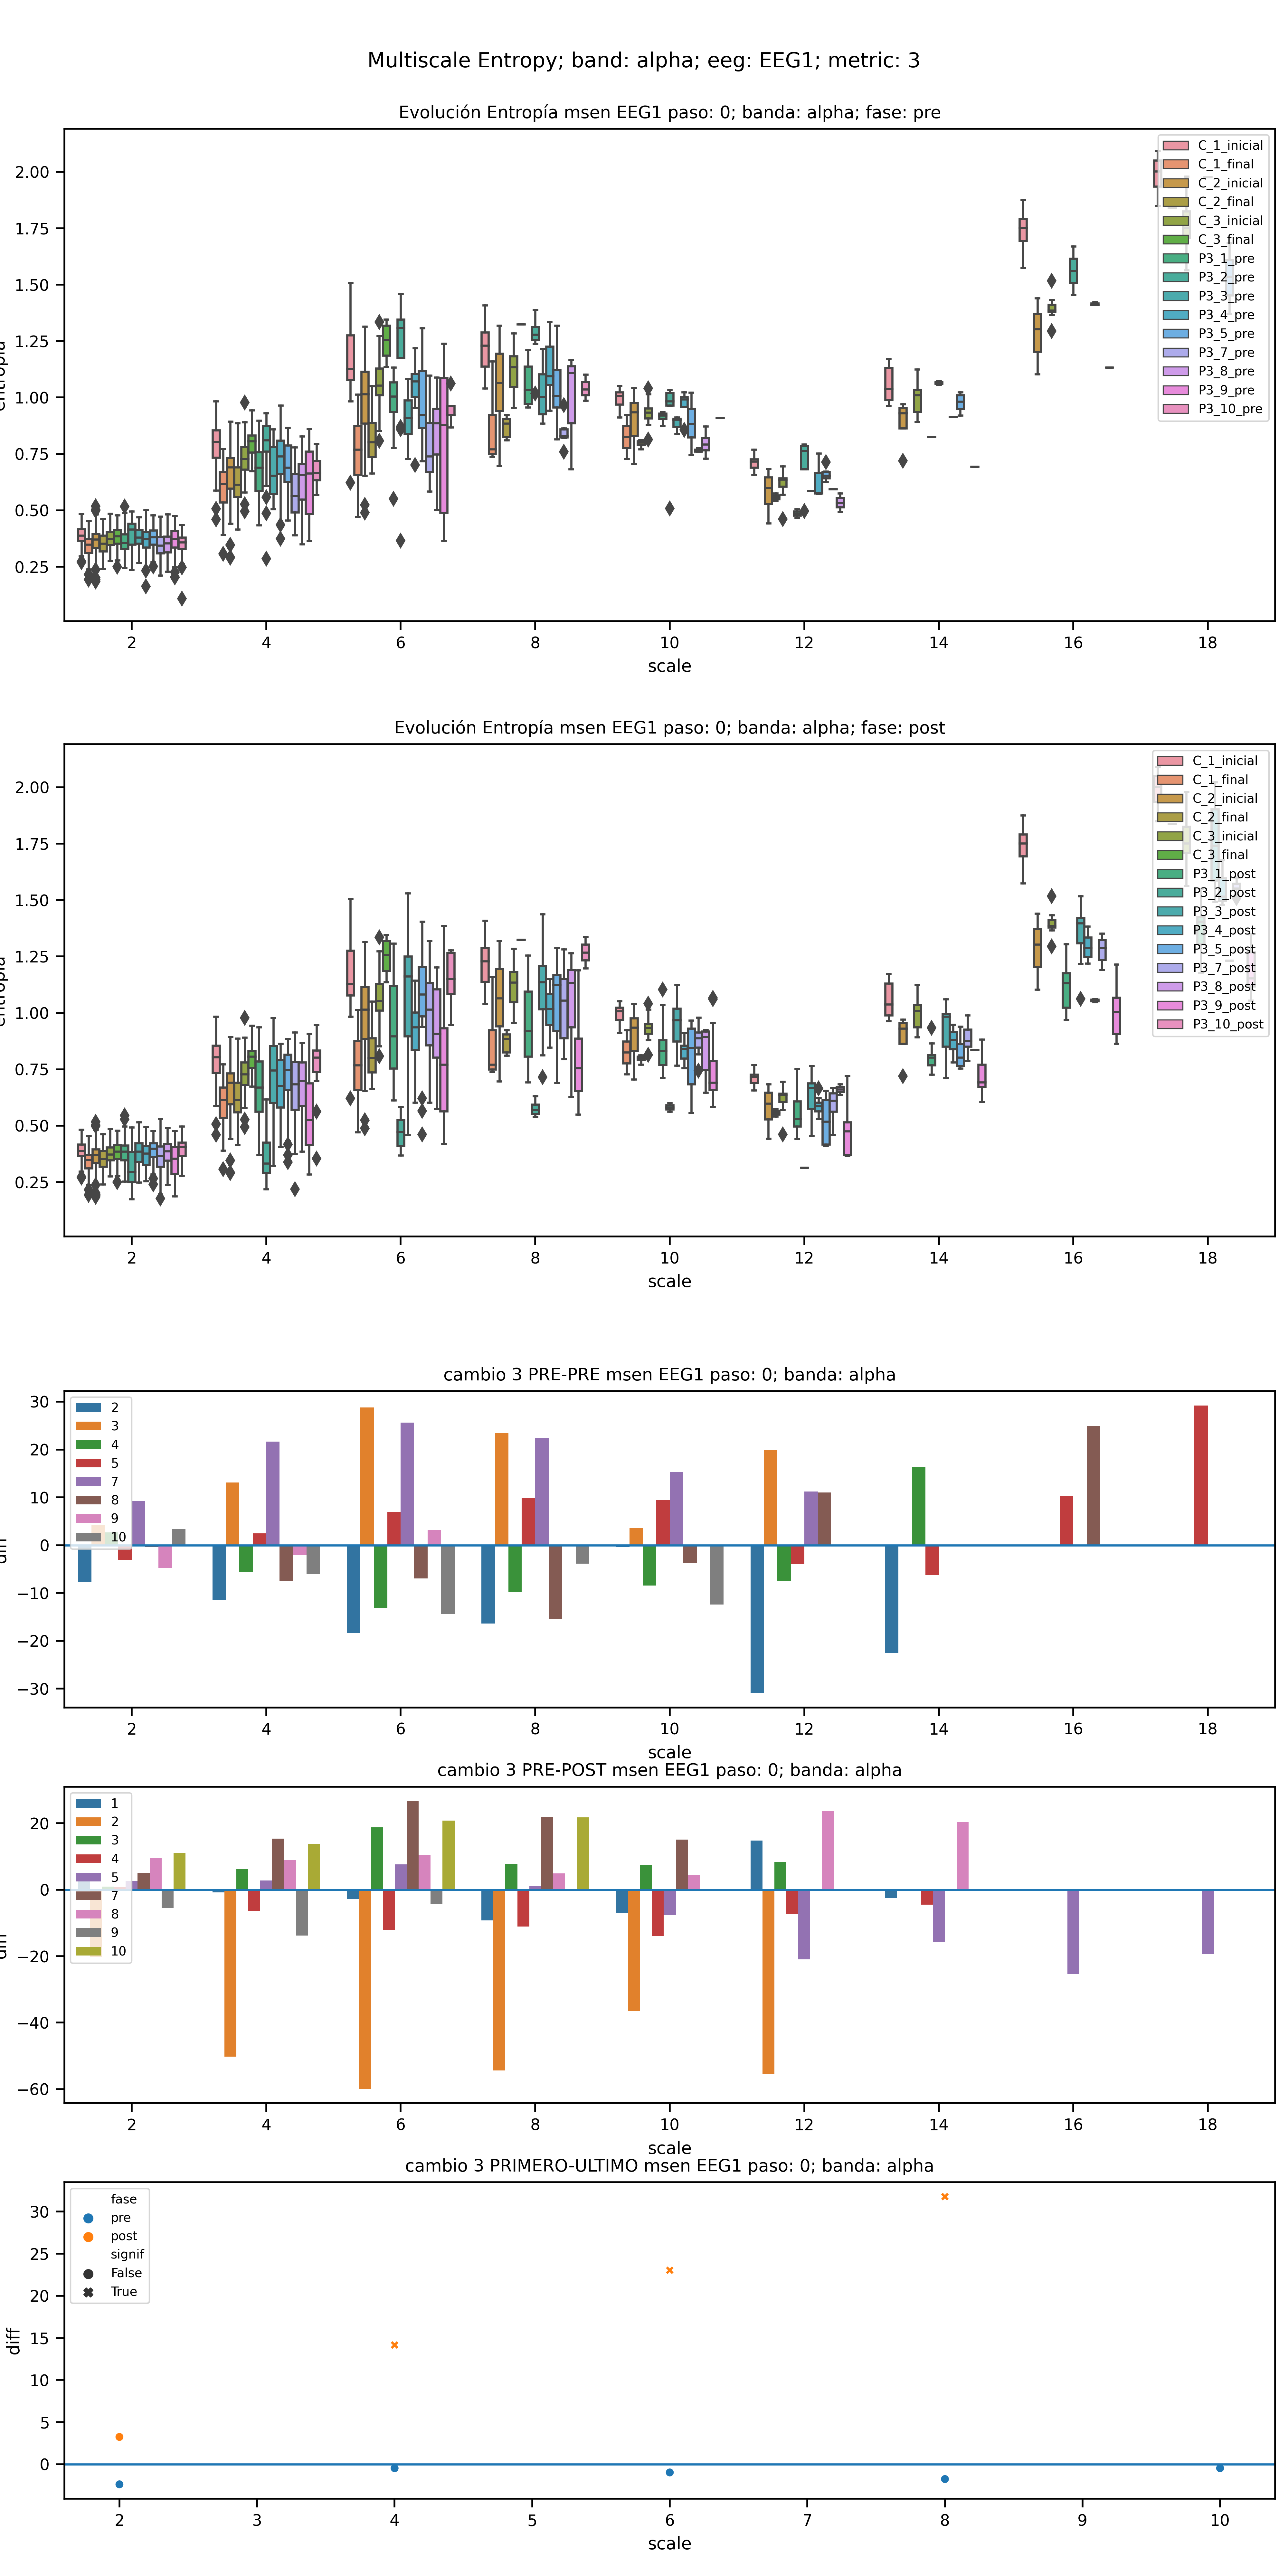 Multiscale Entropy; band: alpha; eeg: EEG1; metric: 3
Evolución Entropía msen EEG1 paso: 0; banda: alpha; fase: pre
2.00
1.75
1.50
1.25
1.00
0.75
0.50
0.25
C_1_inicial
C_1_final
C_2_inicial
C_2_final
C_3_inicial
C_3_final
P3_1_pre
P3_2_pre
P3_3_pre
P3_4_pre
P3_5_pre
P3_7_pre
P3_8_pre
P3_9_pre
P3_10_pre
2 4 6 8 10 12 14 16 18
scale
Evolución Entropía msen EEG1 paso: 0; banda: alpha; fase: post
2.00
1.75
1.50
1.25
1.00
0.75
0.50
0.25
C_1_inicial
C_1_final
C_2_inicial
C_2_final
C_3_inicial
C_3_final
P3_1_post
P3_2_post
P3_3_post
P3_4_post
P3_5_post
P3_7_post
P3_8_post
P3_9_post
P3_10_post
2 4 6 8 10 12 14 16 18
scale
cambio 3 PRE-PRE msen EEG1 paso: 0; banda: alpha
30
20
10
0
−10
−20
−30
2
3
4
5
7
8
9
10
2 4 6 8 10 12 14 16 18
scale
cambio 3 PRE-POST msen EEG1 paso: 0; banda: alpha
20
0
−20
−40
−60
1
2
3
4
5
7
8
9
10
2 4 6 8 10 12 14 16 18
scale
cambio 3 PRIMERO-ULTIMO msen EEG1 paso: 0; banda: alpha
diff
30
25
20
15
10
5
0
fase
pre
post
signif
False
True
2 3 4 5 6 7 8 9 10
scale